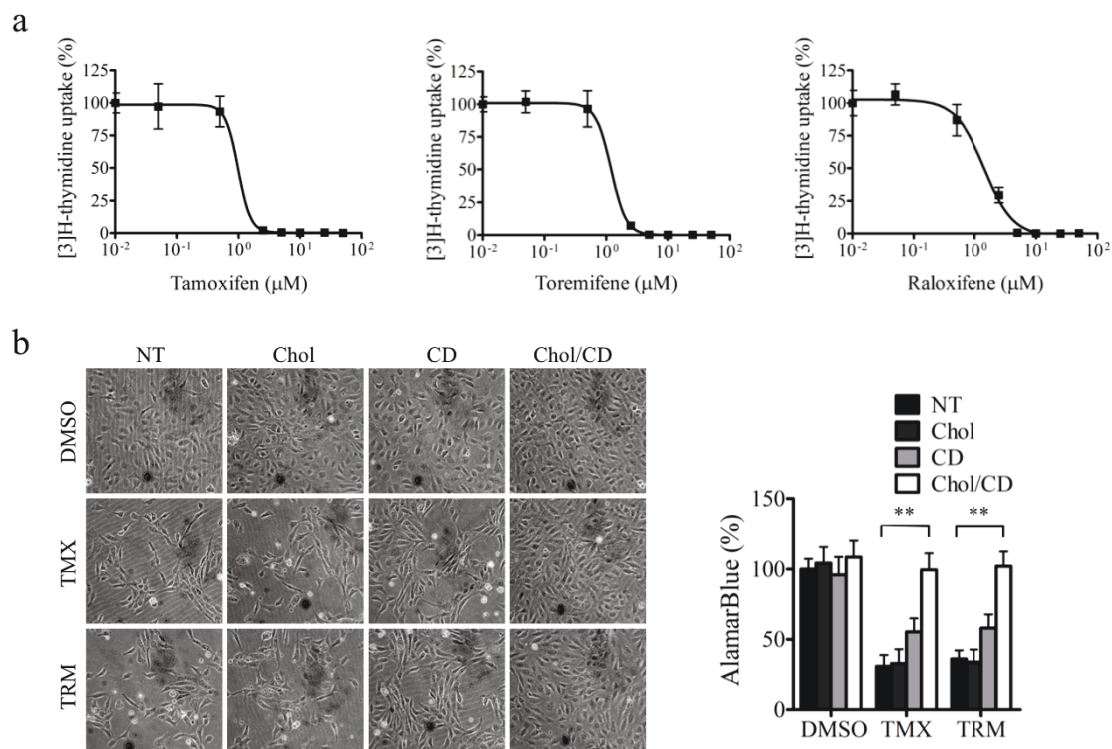 a
[3]H-thymidine uptake (%)
125
100
75
50
25
0
10-2 10-1 100 101 102
Tamoxifen (µM)
[3]H-thymidine uptake (%)
125
100
75
50
25
0
10-2 10-1 100 101 102
Toremifene (µM)
[3]H-thymidine uptake (%)
125
100
75
50
25
0
10-2 10-1 100 101 102
Raloxifene (µM)
b
NT Chol CD Chol/CD
DMSO
TMX
TRM
NT
Chol
CD
Chol/CD
AlamarBlue (%)
150
100
50
0
** **
DMSO TMX TRM